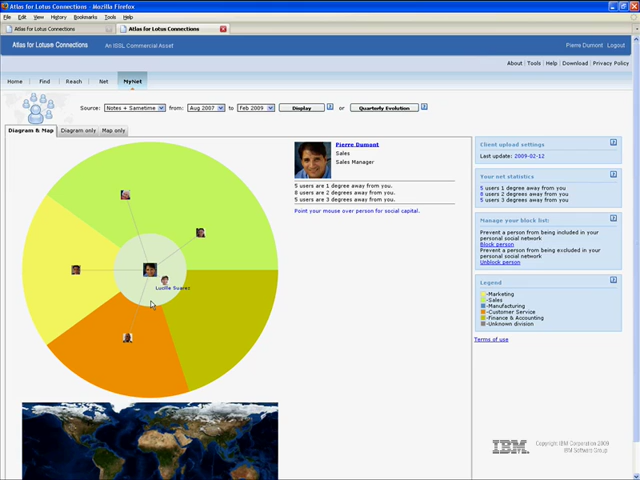 Atlas for Lotus Connections - Mozilla Firefox
File Edit View History Bookmarks Tools Help
Atlas for Lotus Connections
Atlas for Lotus Connections
Atlas for Lotus Connections An ISSL Commercial Asset
Pierre Dumont Logout
About | Tools | Help | Download | Privacy Policy
Home Find Reach Net MyNet
Source: Notes + Sametime from: Aug 2007 to Feb 2009 Display ? or Quarterly Evolution ?
Diagram & Map Diagram only Map only
Luzille Suarez
Pierre Dumont
Sales
Sales Manager
5 users are 1 degree away from you.
8 users are 2 degrees away from you.
5 users are 3 degrees away from you.
Point your mouse over person for social capital.
Client upload settings ?
Last update: 2009-02-12
Your net statistics ?
5 users 1 degree away from you
8 users 2 degrees away from you
5 users 3 degrees away from you
Manage your block list: ?
Prevent a person from being included in your
personal social network
Block person
Prevent a person from being excluded in your
personal social network
Unblock person
Legend ?
-Marketing
-Sales
-Manufacturing
-Customer Service
-Finance & Accounting
-Unknown division
Terms of use
IBM
Copyright IBM Corporation 2009
IBM Software Group